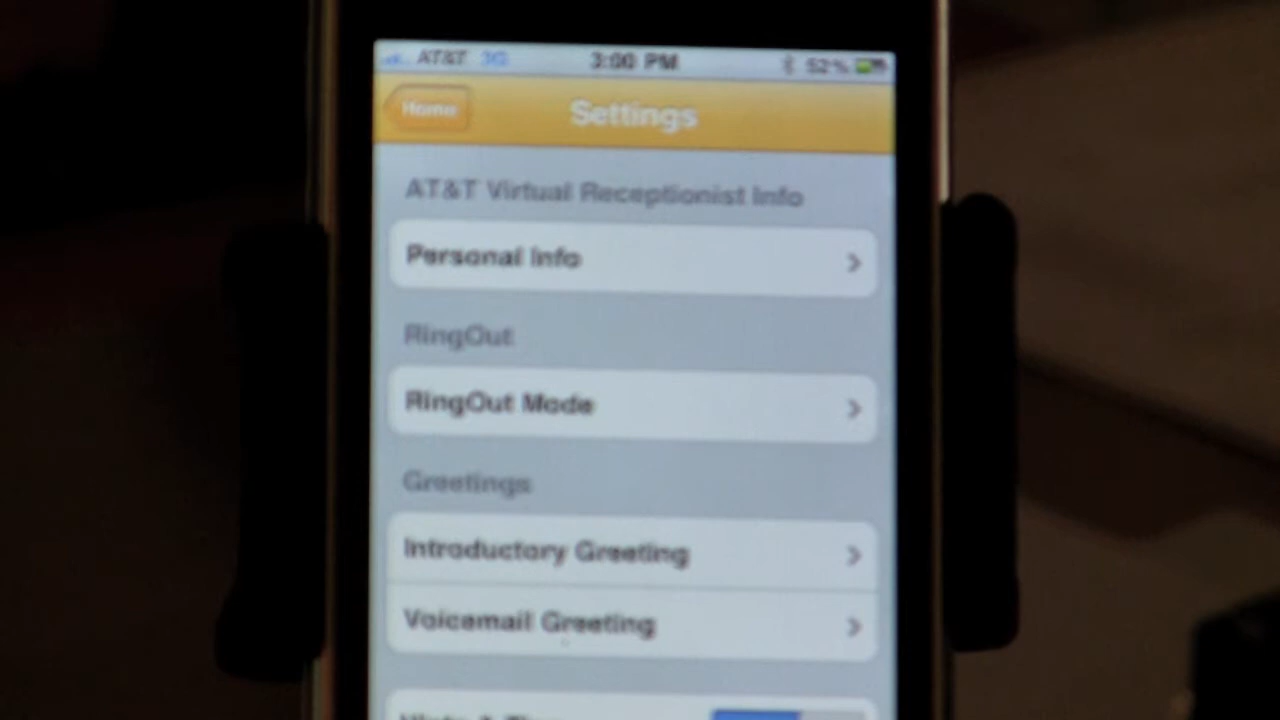 AT&T 3G 3:00 PM 52%
Home Settings
AT&T Virtual Receptionist Info
Personal Info
RingOut
RingOut Mode
Greetings
Introductory Greeting
Voicemail Greeting